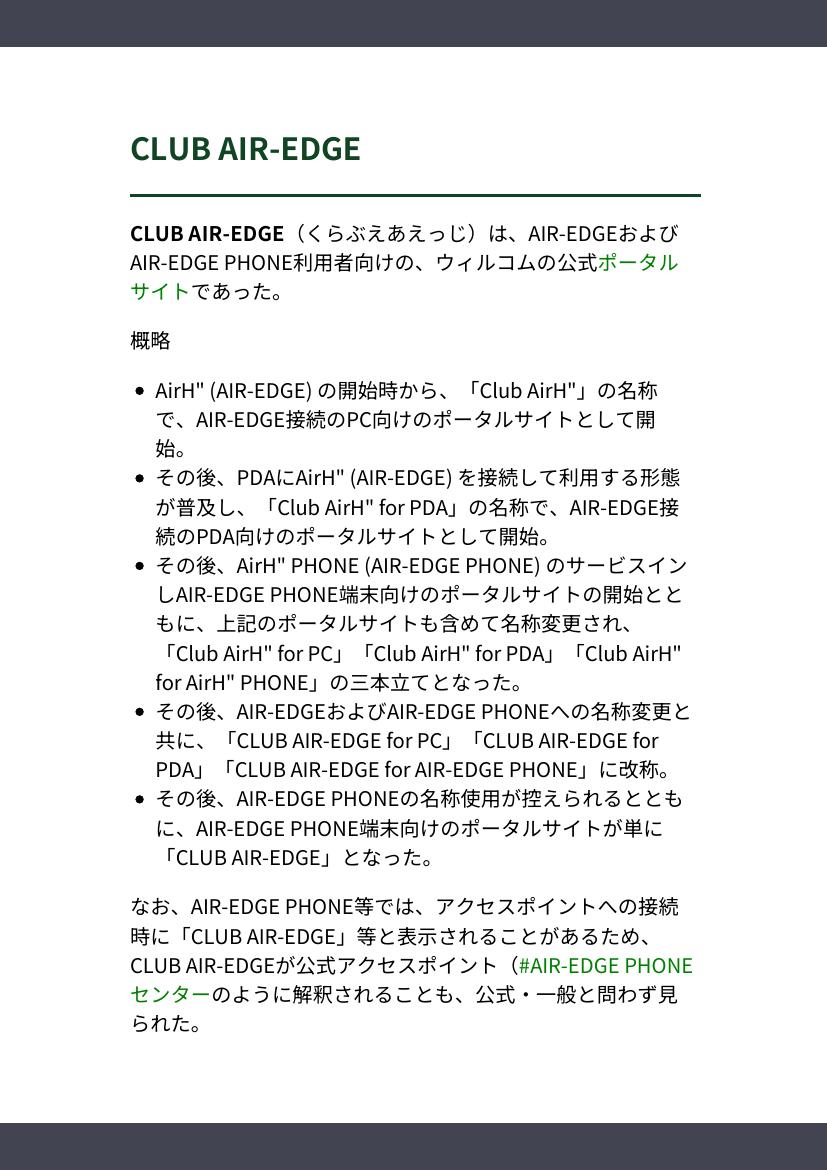 CLUB AIR-EDGE
CLUB AIR-EDGE（くらぶえあえっじ）は、AIR-EDGEおよび
AIR-EDGE PHONE利用者向けの、ウィルコムの公式ポータル
サイトであった。
概略
• AirH" (AIR-EDGE) の開始時から、「Club AirH"」の名称
で、AIR-EDGE接続のPC向けのポータルサイトとして開
始。
• その後、PDAにAirH" (AIR-EDGE) を接続して利用する形態
が普及し、「Club AirH" for PDA」の名称で、AIR-EDGE接
続のPDA向けのポータルサイトとして開始。
• その後、AirH" PHONE (AIR-EDGE PHONE) のサービスイン
しAIR-EDGE PHONE端末向けのポータルサイトの開始とと
もに、上記のポータルサイトも含めて名称変更され、
「Club AirH" for PC」「Club AirH" for PDA」「Club AirH"
for AirH" PHONE」の三本立てとなった。
• その後、AIR-EDGEおよびAIR-EDGE PHONEへの名称変更と
共に、「CLUB AIR-EDGE for PC」「CLUB AIR-EDGE for
PDA」「CLUB AIR-EDGE for AIR-EDGE PHONE」に改称。
• その後、AIR-EDGE PHONEの名称使用が控えられるととも
に、AIR-EDGE PHONE端末向けのポータルサイトが単に
「CLUB AIR-EDGE」となった。
なお、AIR-EDGE PHONE等では、アクセスポイントへの接続
時に「CLUB AIR-EDGE」等と表示されることがあるため、
CLUB AIR-EDGEが公式アクセスポイント（#AIR-EDGE PHONE
センターのように解釈されることも、公式・一般と問わず見
られた。